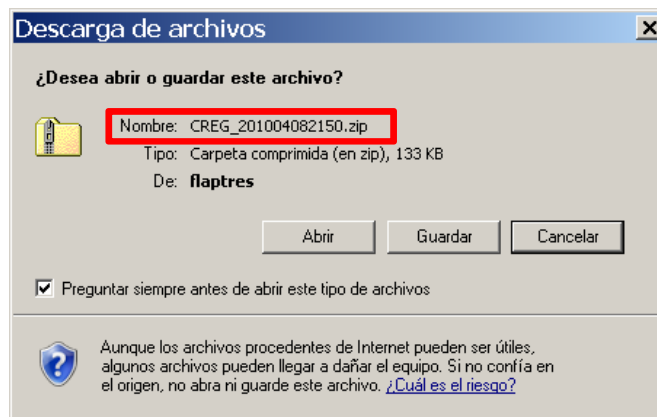 Descarga de archivos
¿Desea abrir o guardar este archivo?
Nombre: CREG_201004082150.zip
Tipo: Carpeta comprimida (en zip), 133 KB
De: flaptres
Abrir Guardar Cancelar
Preguntar siempre antes de abrir este tipo de archivos
Aunque los archivos procedentes de Internet pueden ser útiles,
algunos archivos pueden llegar a dañar el equipo. Si no confía en
el origen, no abra ni guarde este archivo. ¿Cuál es el riesgo?